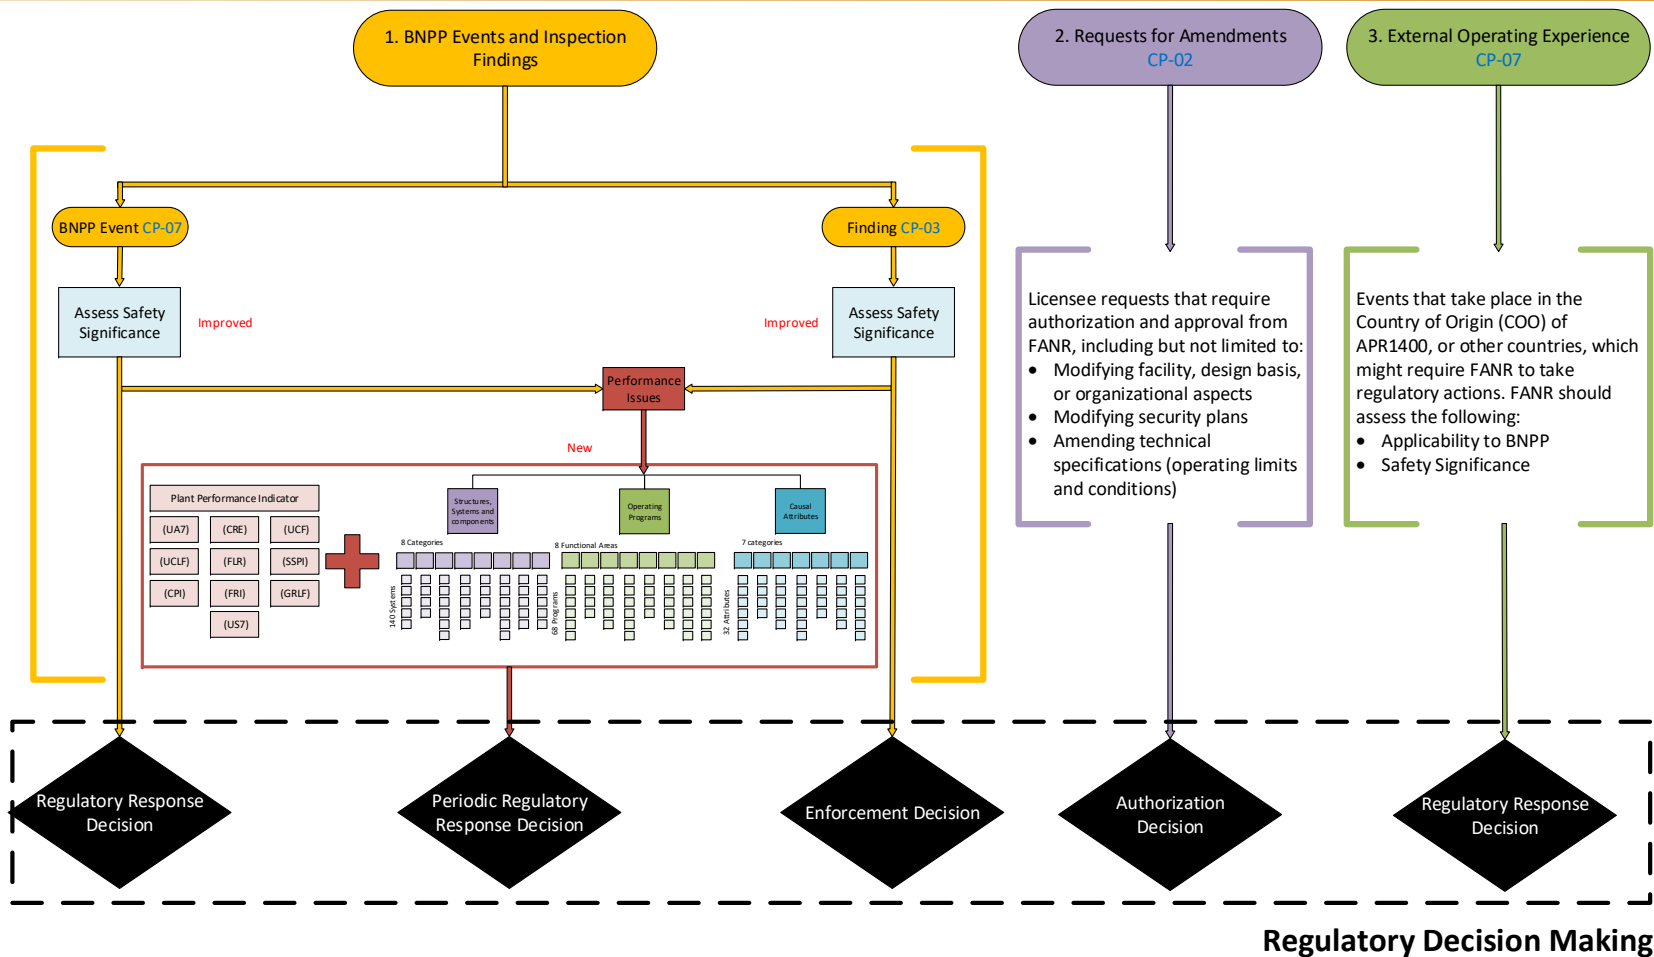 1. BNPP Events and Inspection
Findings
2. Requests for Amendments
CP-02
3. External Operating Experience
CP-07
BNPP Event CP-07
Finding CP-03
Assess Safety
Significance
Improved
Improved
Assess Safety
Significance
Performance
Issues
New
Plant Performance Indicator
(UA7)
(CRE)
(UCF)
(UCLF)
(FLR)
(SSPI)
(CPI)
(FRI)
(GRLF)
(US7)
Structures,
Systems and
components
Operating
Programs
Causal
Attributes
8 Categories
8 Functional Areas
7 categories
140 Systems
68 Programs
32 Attributes
Licensee requests that require
authorization and approval from
FANR, including but not limited to:
• Modifying facility, design basis,
or organizational aspects
• Modifying security plans
• Amending technical
specifications (operating limits
and conditions)
Events that take place in the
Country of Origin (COO) of
APR1400, or other countries, which
might require FANR to take
regulatory actions. FANR should
assess the following:
• Applicability to BNPP
• Safety Significance
Regulatory Response
Decision
Periodic Regulatory
Response Decision
Enforcement Decision
Authorization
Decision
Regulatory Response
Decision
Regulatory Decision Making